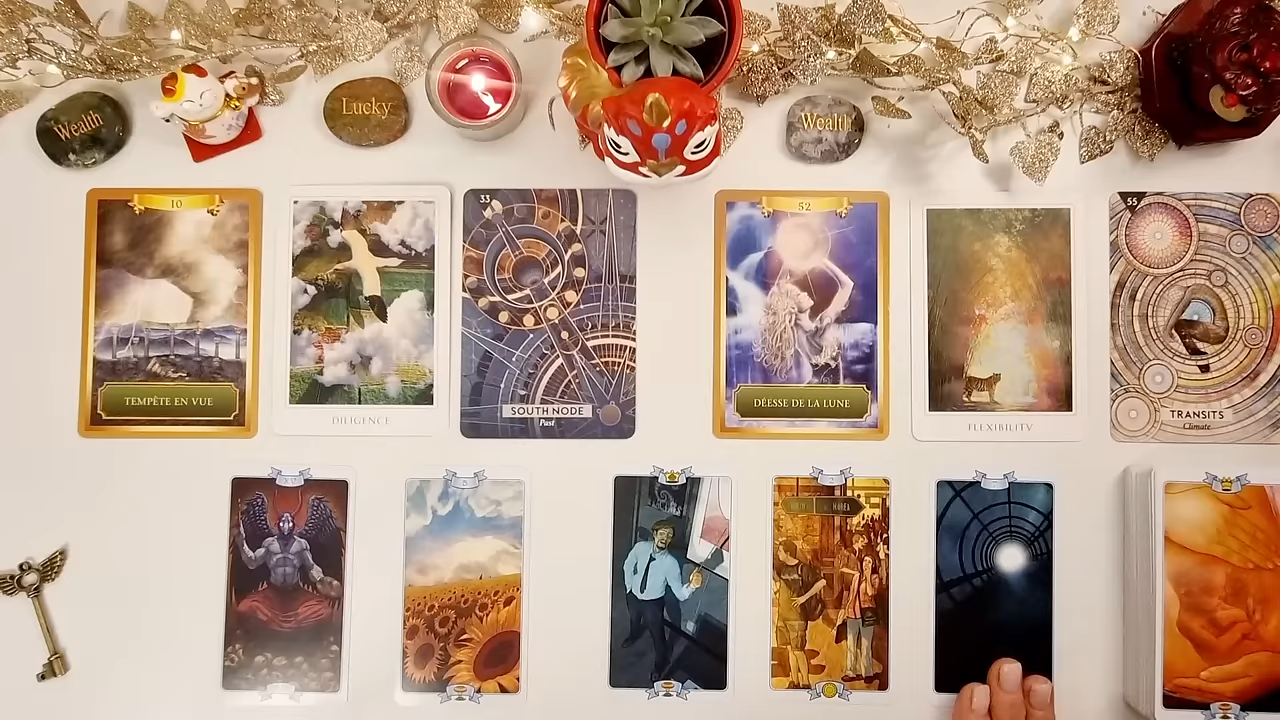 Wealth
Lucky
Wealth
10
TEMPÊTE EN VUE
DILIGENCE
33
SOUTH NODE
Past
52
DÉESSE DE LA LUNE
FLEXIBILITY
55
TRANSITS
Climate